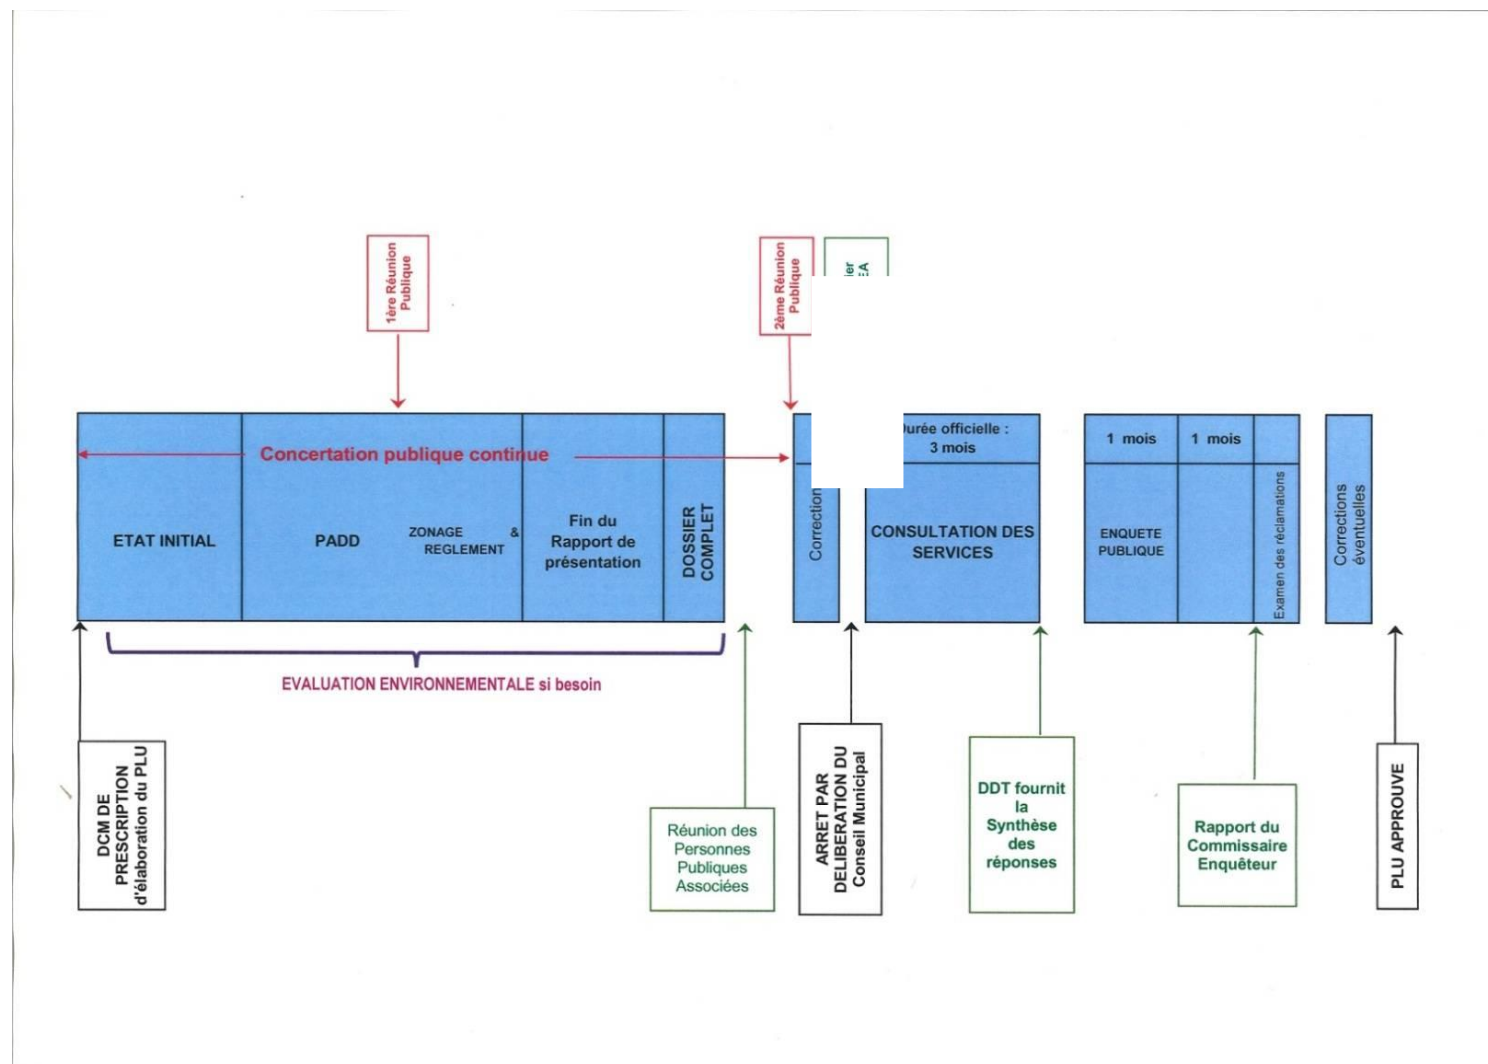 1ère Réunion
Publique
2ème Réunion
Publique
Durée officielle :
3 mois
1 mois
1 mois
Concertation publique continue
ETAT INITIAL
PADD
ZONAGE &
REGLEMENT
Fin du
Rapport de
présentation
DOSSIER
COMPLET
Correction
CONSULTATION DES
SERVICES
ENQUETE
PUBLIQUE
Examen des réclamations
Corrections
éventuelles
EVALUATION ENVIRONNEMENTALE si besoin
DCM DE
PRESCRIPTION
d'élaboration du PLU
Réunion des
Personnes
Publiques
Associées
ARRET PAR
DELIBERATION DU
Conseil Municipal
DDT fournit
la
Synthèse
des
réponses
Rapport du
Commissaire
Enquêteur
PLU APPROUVE